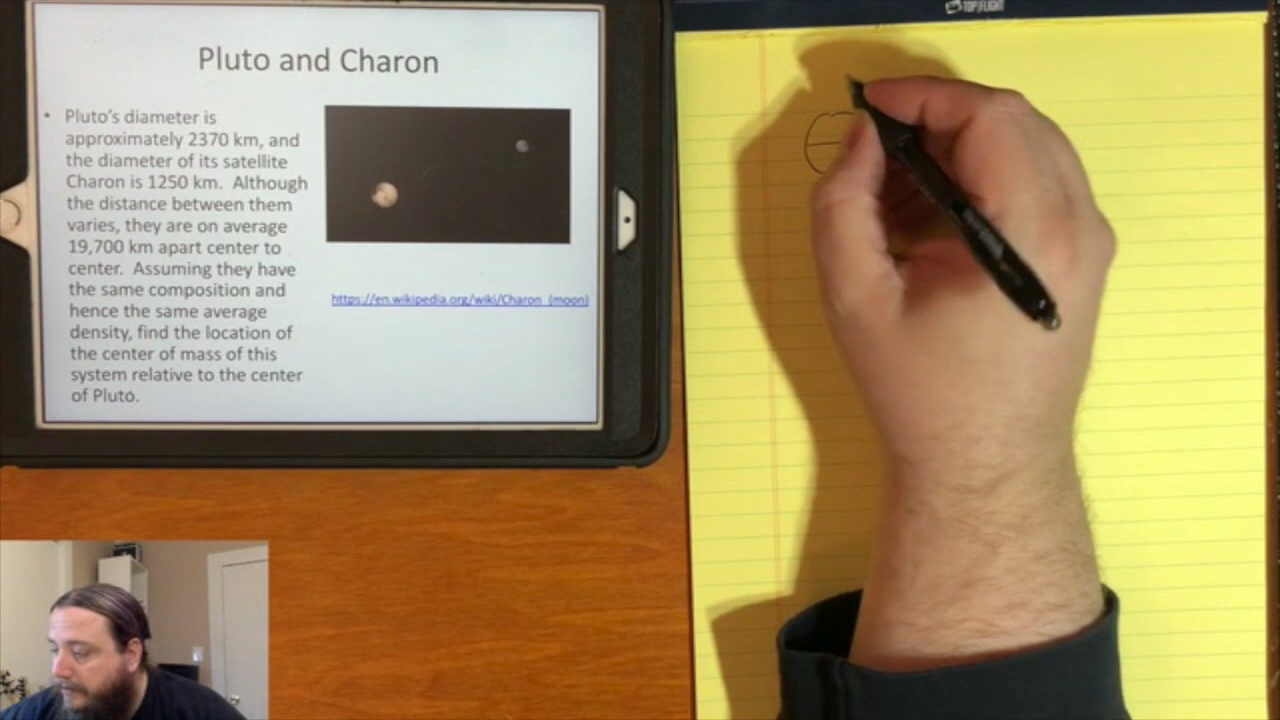 TOP FLIGHT
Pluto and Charon
• Pluto's diameter is
approximately 2370 km, and
the diameter of its satellite
Charon is 1250 km. Although
the distance between them
varies, they are on average
19,700 km apart center to
center. Assuming they have
the same composition and
hence the same average
density, find the location of
the center of mass of this
system relative to the center
of Pluto.
https://en.wikipedia.org/wiki/Charon_(moon)